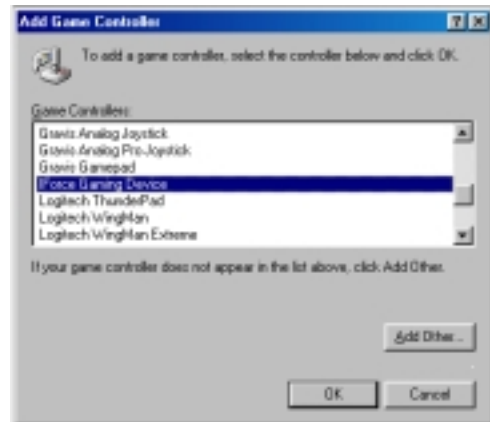 Add Game Controller
To add a game controller, select the controller below and click OK.
Game Controllers:
Gravis Analog Joystick
Gravis Analog Pro Joystick
Gravis Gamepad
IForce Gaming Device
Logitech ThunderPad
Logitech WingMan
Logitech WingMan Extreme
If your game controller does not appear in the list above, click Add Other.
Add Other...
OK
Cancel